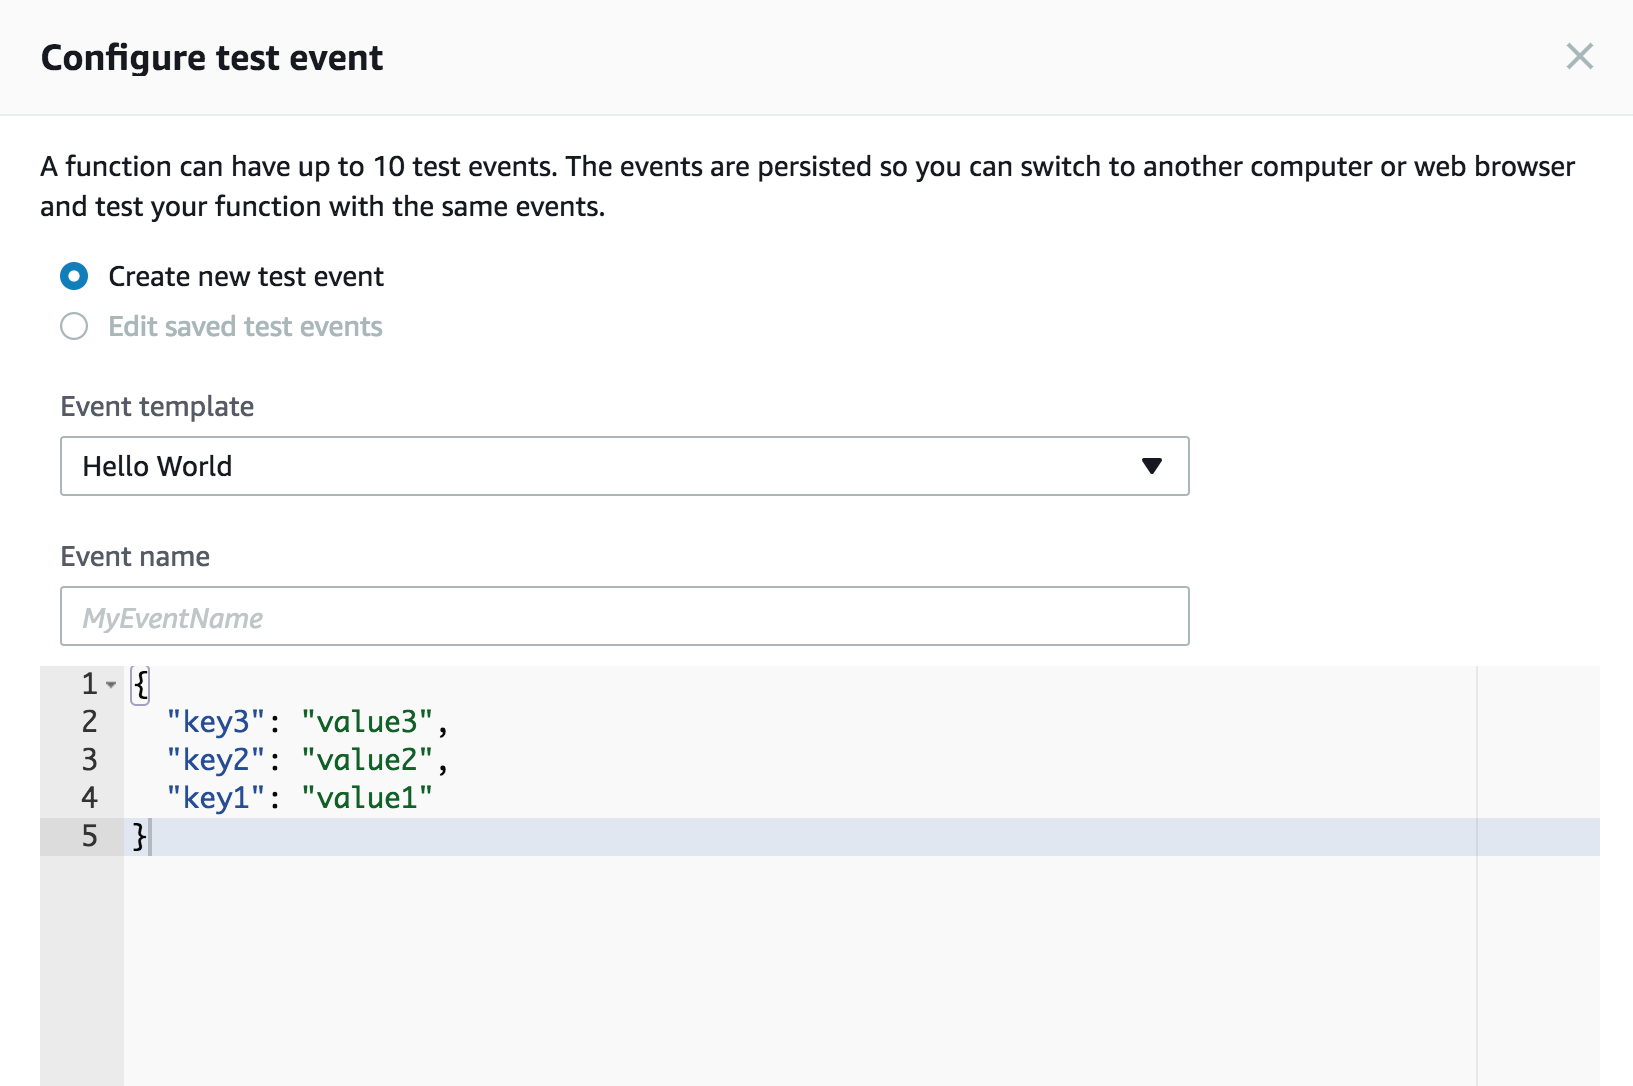 Configure test event
A function can have up to 10 test events. The events are persisted so you can switch to another computer or web browser
and test your function with the same events.
Create new test event
Edit saved test events
Event template
Hello World
Event name
MyEventName
1 {
2 "key3": "value3",
3 "key2": "value2",
4 "key1": "value1"
5 }